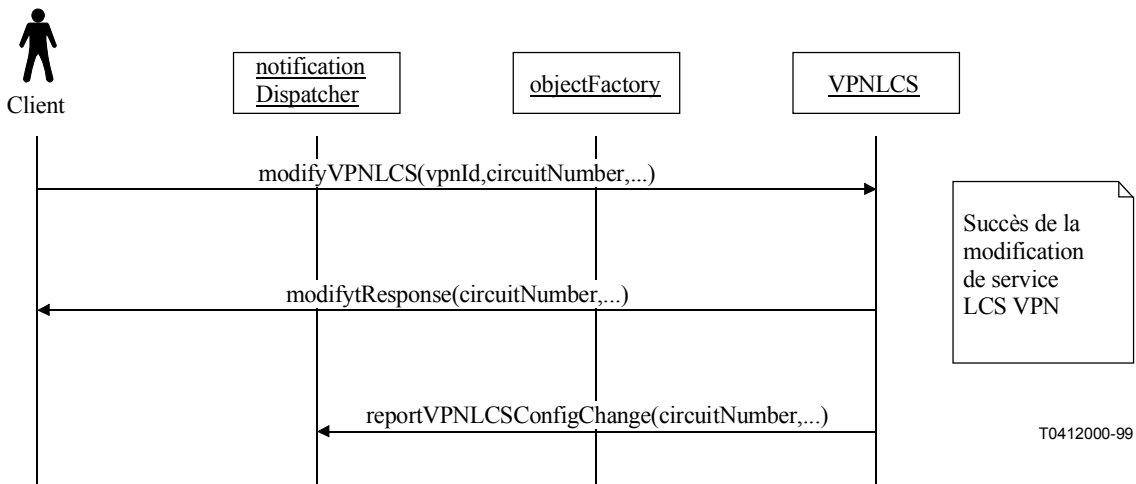 Client
notification
Dispatcher
objectFactory
VPNLCS
modifyVPNLCS(vpnId,circuitNumber,...)
Succès de la
modification
de service
LCS VPN
modifytResponse(circuitNumber,...)
reportVPNLCSConfigChange(circuitNumber,...)
T0412000-99